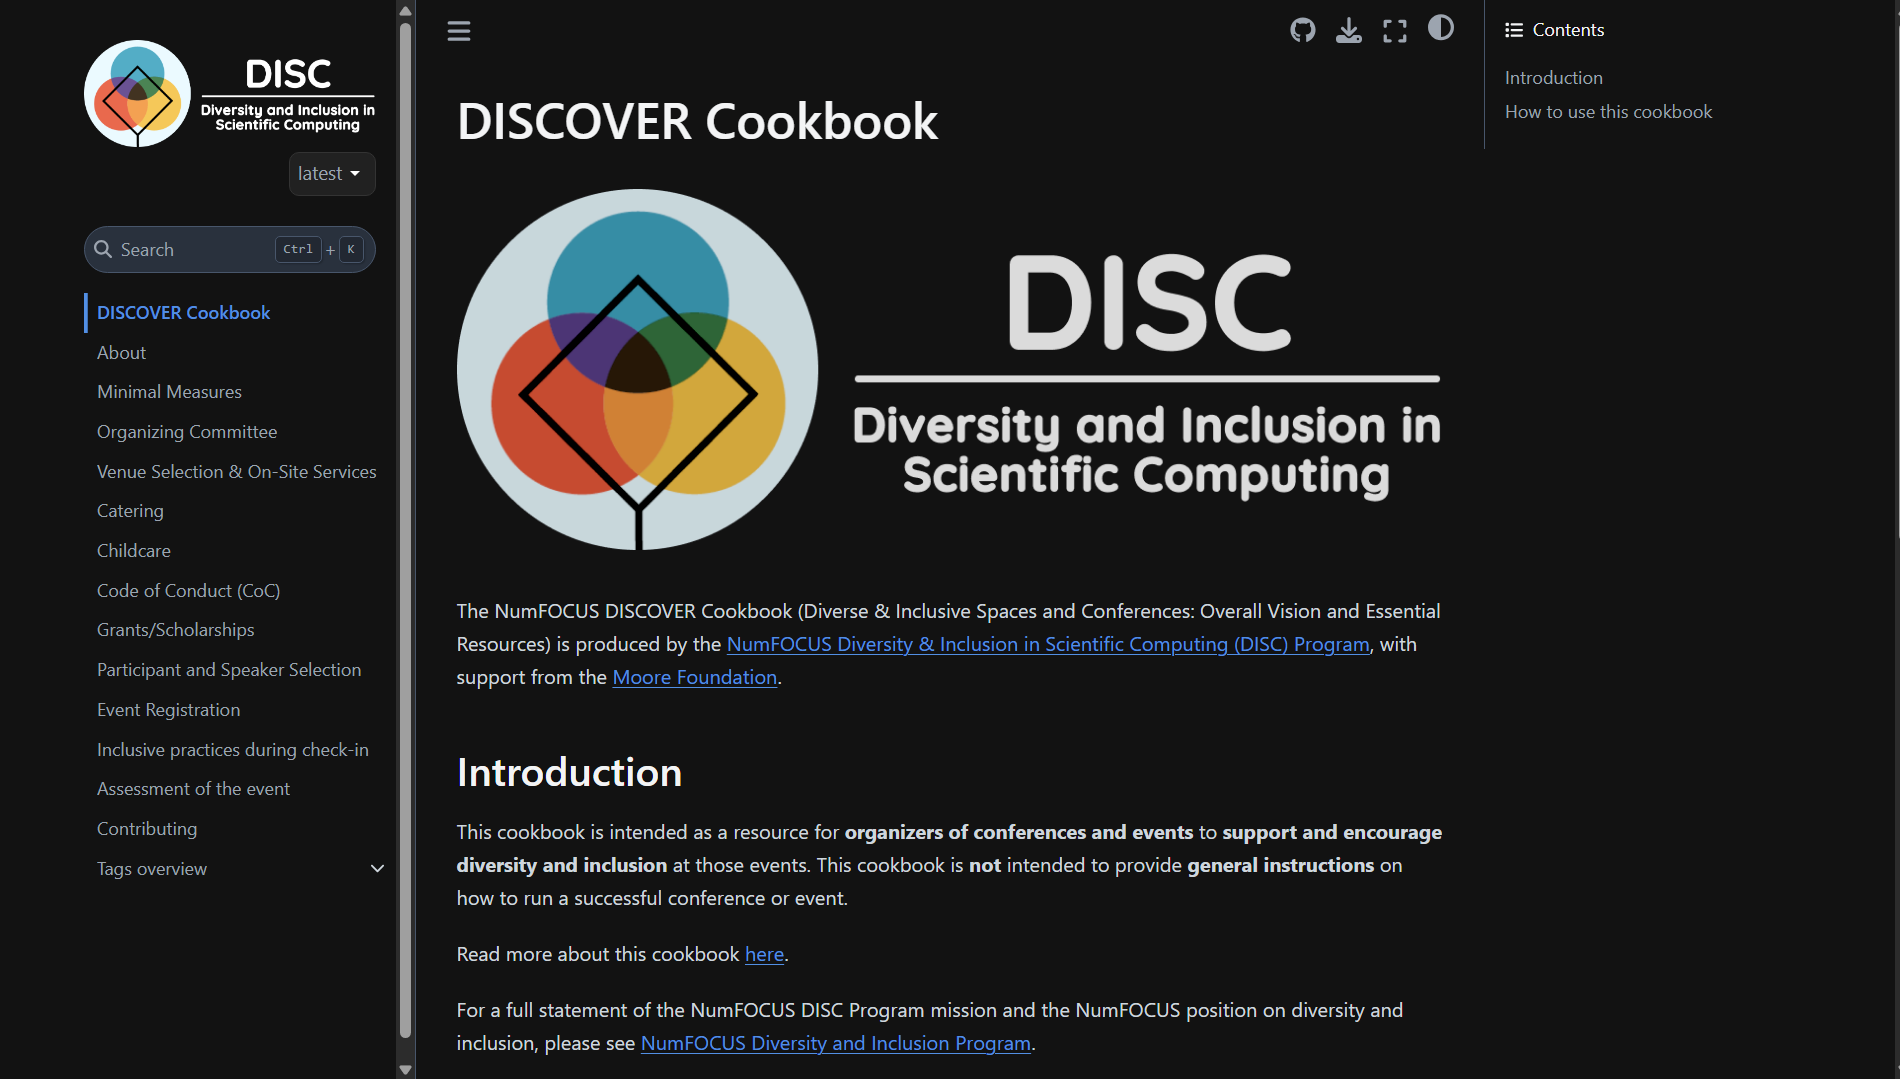 DISC
Diversity and Inclusion in
Scientific Computing
latest
Search Ctrl + K
DISCOVER Cookbook
About
Minimal Measures
Organizing Committee
Venue Selection & On-Site Services
Catering
Childcare
Code of Conduct (CoC)
Grants/Scholarships
Participant and Speaker Selection
Event Registration
Inclusive practices during check-in
Assessment of the event
Contributing
Tags overview
DISCOVER Cookbook
DISC
Diversity and Inclusion in
Scientific Computing
The NumFOCUS DISCOVER Cookbook (Diverse & Inclusive Spaces and Conferences: Overall Vision and Essential
Resources) is produced by the NumFOCUS Diversity & Inclusion in Scientific Computing (DISC) Program, with
support from the Moore Foundation.
Introduction
This cookbook is intended as a resource for organizers of conferences and events to support and encourage
diversity and inclusion at those events. This cookbook is not intended to provide general instructions on
how to run a successful conference or event.
Read more about this cookbook here.
For a full statement of the NumFOCUS DISC Program mission and the NumFOCUS position on diversity and
inclusion, please see NumFOCUS Diversity and Inclusion Program.
Contents
Introduction
How to use this cookbook